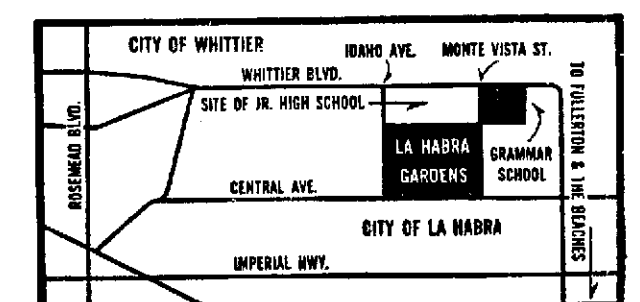 CITY OF WHITTIER
IDAHO AVE.
MONTE VISTA ST.
WHITTIER BLVD.
SITE OF JR. HIGH SCHOOL
ROSEMEAD BLVD.
LA HABRA
GARDENS
GRAMMAR
SCHOOL
TO FULLERTON & THE BEACHES
CENTRAL AVE.
CITY OF LA HABRA
IMPERIAL HWY.